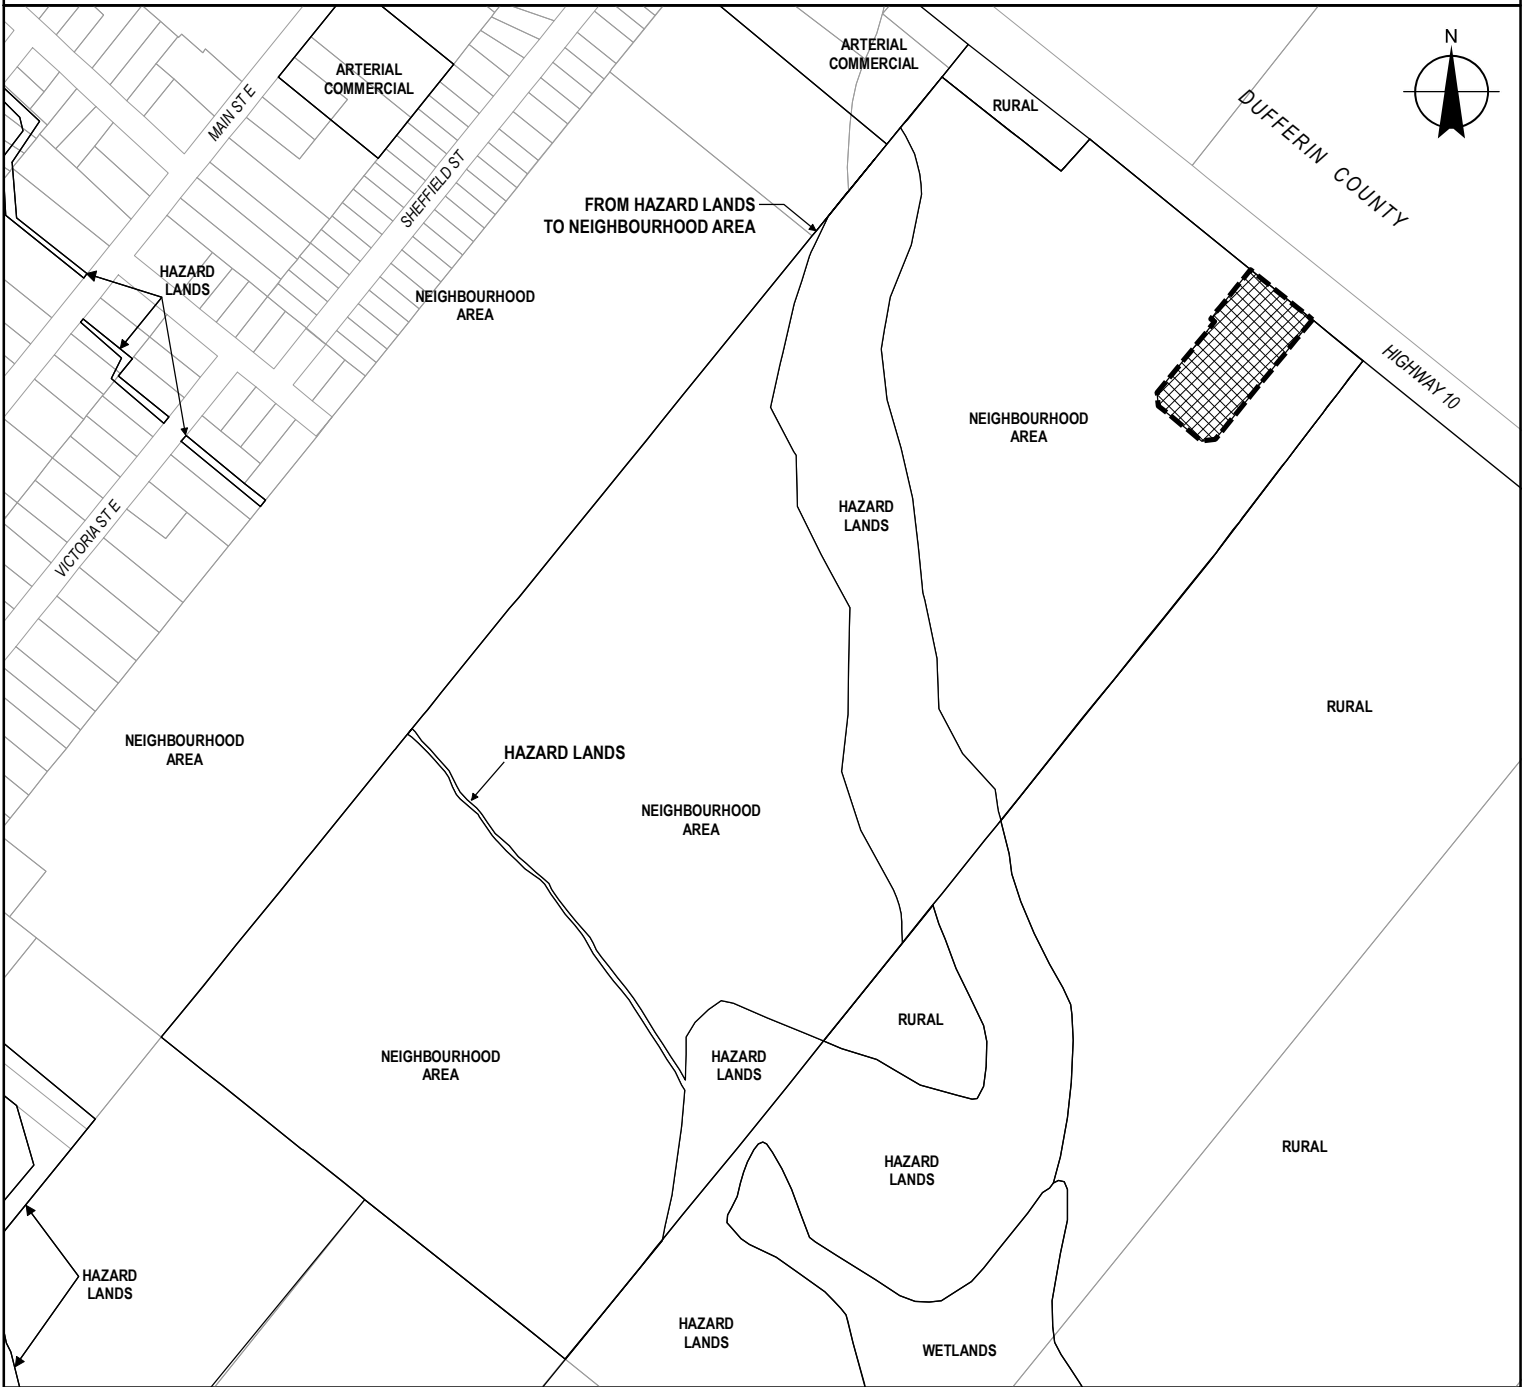 N
ARTERIAL
COMMERCIAL
ARTERIAL
COMMERCIAL
RURAL
MAIN ST E
DUFFERIN COUNTY
SHEFFIELD ST
FROM HAZARD LANDS
TO NEIGHBOURHOOD AREA
HAZARD
LANDS
NEIGHBOURHOOD
AREA
HIGHWAY 10
NEIGHBOURHOOD
AREA
HAZARD
LANDS
VICTORIA ST E
RURAL
NEIGHBOURHOOD
AREA
HAZARD LANDS
NEIGHBOURHOOD
AREA
RURAL
NEIGHBOURHOOD
AREA
HAZARD
LANDS
RURAL
HAZARD
LANDS
HAZARD
LANDS
HAZARD
LANDS
WETLANDS